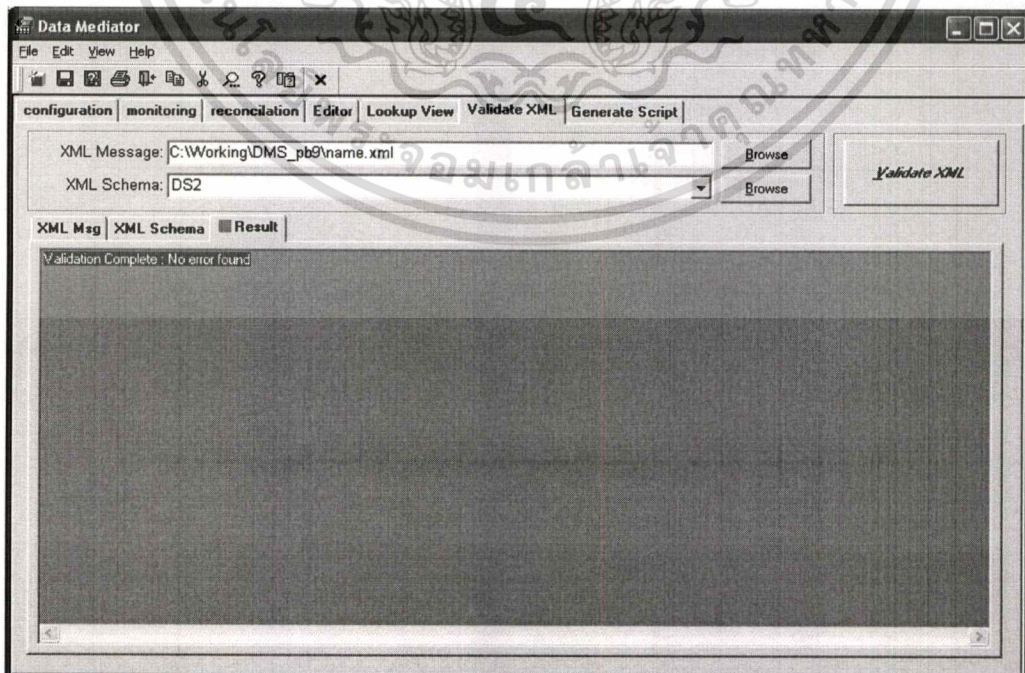 Data Mediator
File Edit View Help
configuration monitoring reconcilation Editor Lookup View Validate XML Generate Script
XML Message: C:\Working\DMS_pb9\name.xml Browse
XML Schema: DS2 Browse
Validate XML
XML Msg XML Schema Result
Validation Complete : No error found